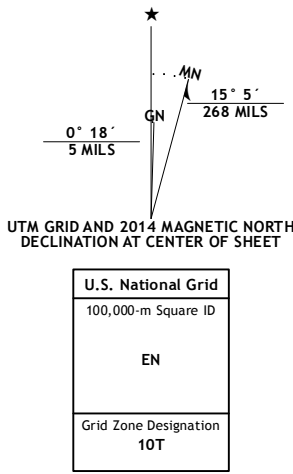 ★
MN
GN
15° 5´
268 MILS
0° 18´
5 MILS
UTM GRID AND 2014 MAGNETIC NORTH
DECLINATION AT CENTER OF SHEET
U.S. National Grid
100,000-m Square ID
EN
Grid Zone Designation
10T